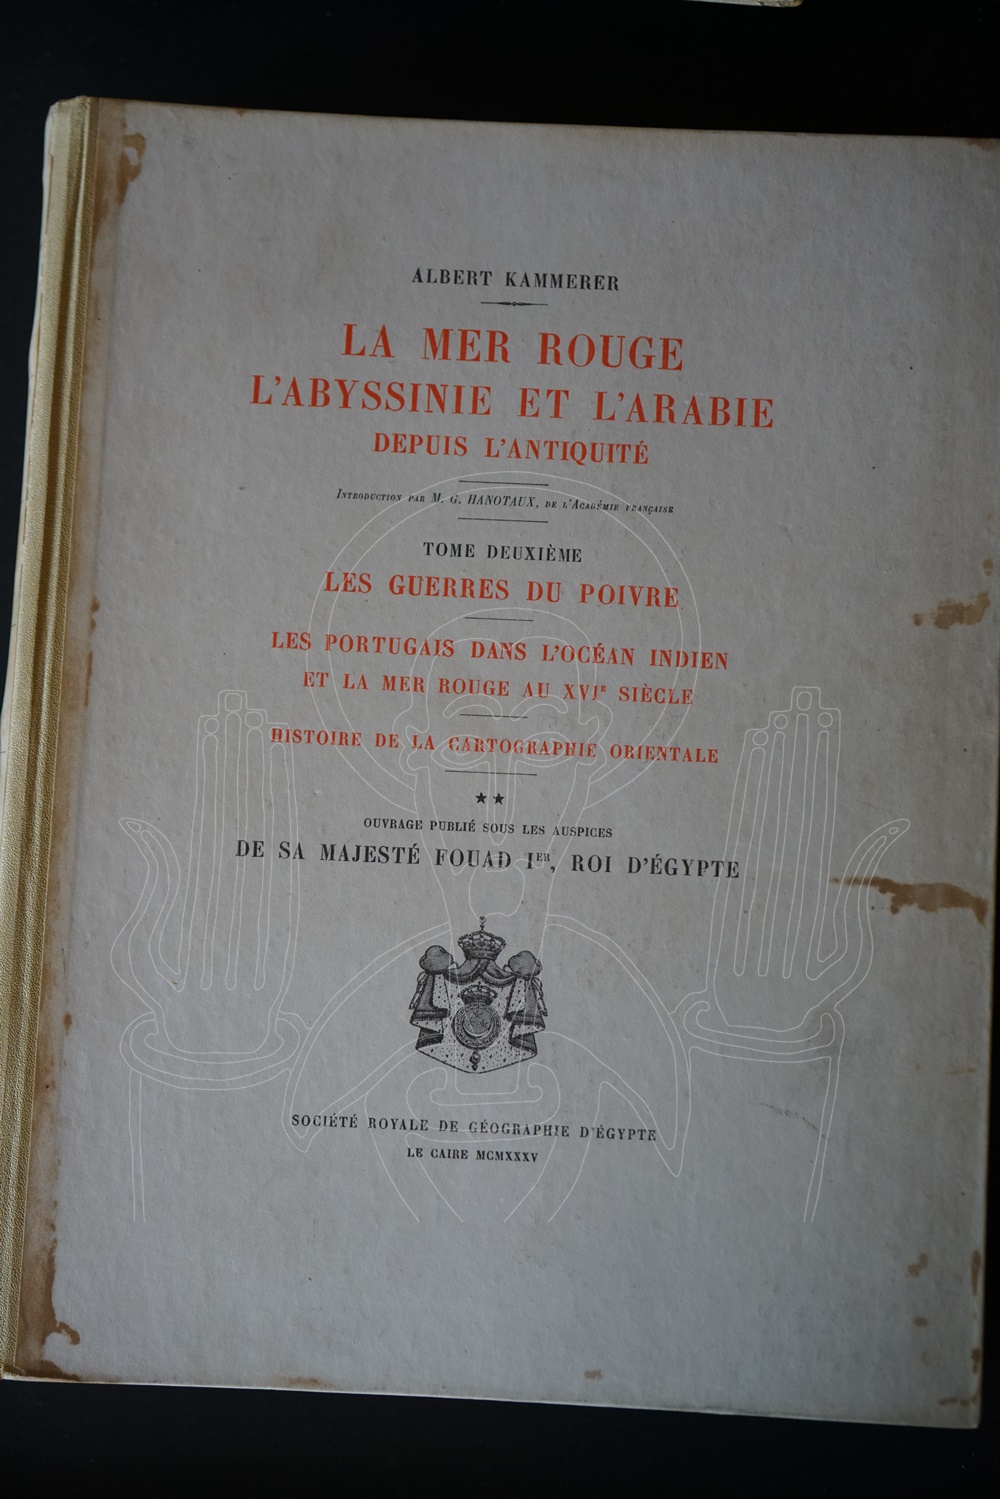 ALBERT KAMMERER
LA MER ROUGE
L'ABYSSINIE ET L'ARABIE
DEPUIS L'ANTIQUITÉ
INTRODUCTION PAR M. G. HANOTAUX, DE L'ACADÉMIE FRANÇAISE
TOME DEUXIÈME
LES GUERRES DU POIVRE
LES PORTUGAIS DANS L'OCÉAN INDIEN
ET LA MER ROUGE AU XVIE SIÈCLE
HISTOIRE DE LA CARTOGRAPHIE ORIENTALE
★★
OUVRAGE PUBLIÉ SOUS LES AUSPICES
DE SA MAJESTÉ FOUAD IER, ROI D'ÉGYPTE
SOCIÉTÉ ROYALE DE GÉOGRAPHIE D'ÉGYPTE
LE CAIRE MCMXXXV